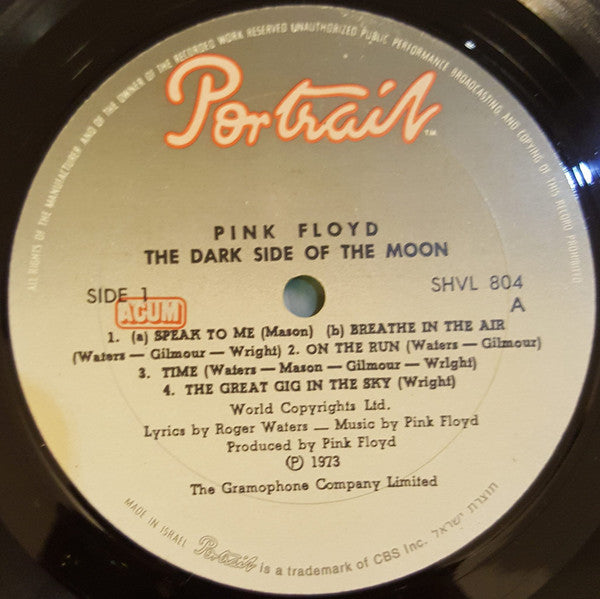 ALL RIGHTS OF THE MANUFACTURER AND OF THE OWNER OF THE RECORDED WORK RESERVED UNAUTHORIZED PUBLIC PERFORMANCE BROADCASTING AND COPYING OF THIS RECORD PROHIBITED
Portrait™
PINK FLOYD
THE DARK SIDE OF THE MOON
SIDE 1
SHVL 804
A
ACUM
1. (a) SPEAK TO ME (Mason) (b) BREATHE IN THE AIR
(Waters — Gilmour — Wright) 2. ON THE RUN (Waters — Gilmour)
3. TIME (Waters — Mason — Gilmour — Wright)
4. THE GREAT GIG IN THE SKY (Wright)
World Copyrights Ltd.
Lyrics by Roger Waters — Music by Pink Floyd
Produced by Pink Floyd
Ⓟ 1973
The Gramophone Company Limited
MADE IN ISRAEL Portrait is a trademark of CBS Inc. תוצרת ישראל